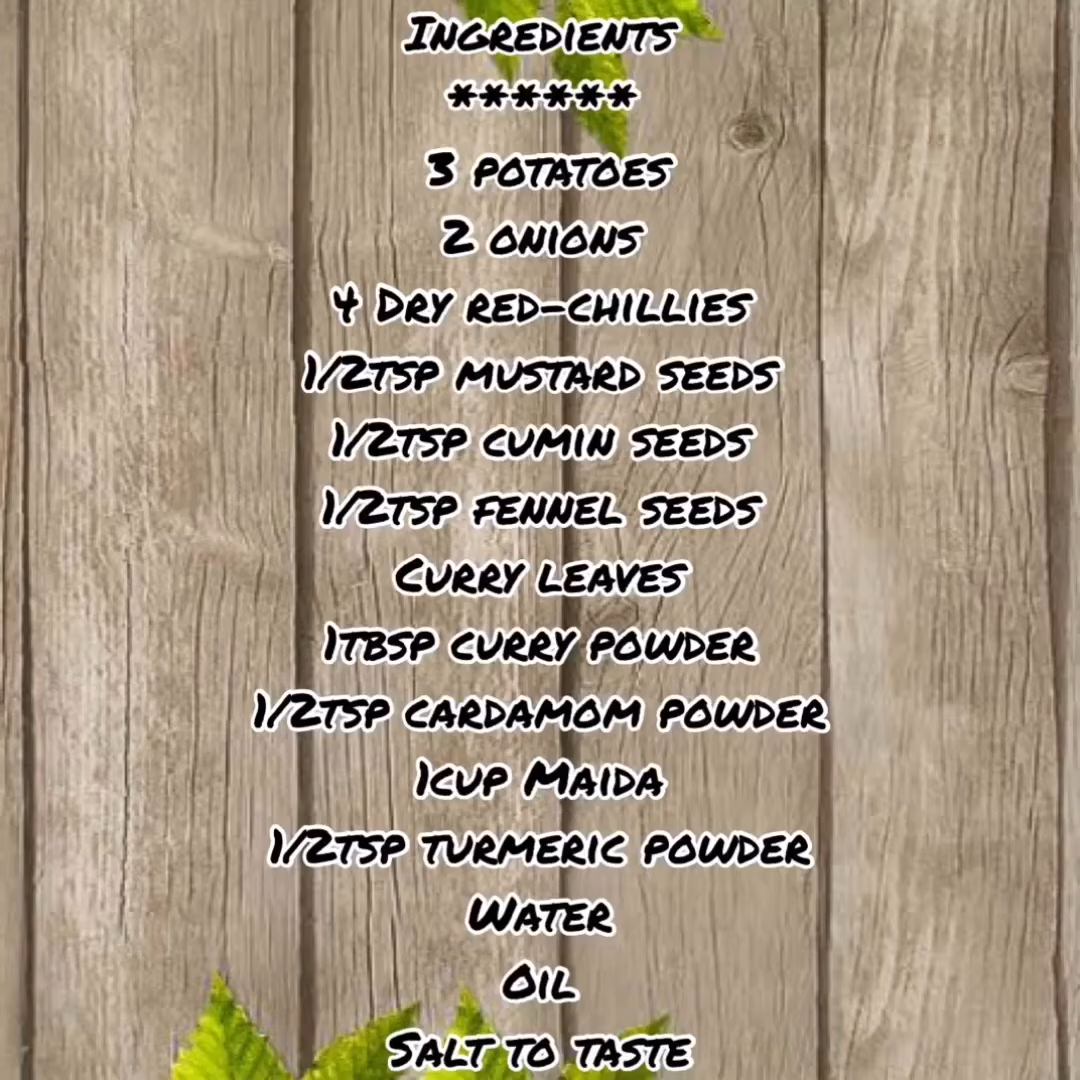 Ingredients
******
3 potatoes
2 onions
4 Dry red-chillies
1/2tsp mustard seeds
1/2tsp cumin seeds
1/2tsp fennel seeds
Curry leaves
1tbsp curry powder
1/2tsp cardamom powder
1cup Maida
1/2tsp turmeric powder
Water
Oil
Salt to taste